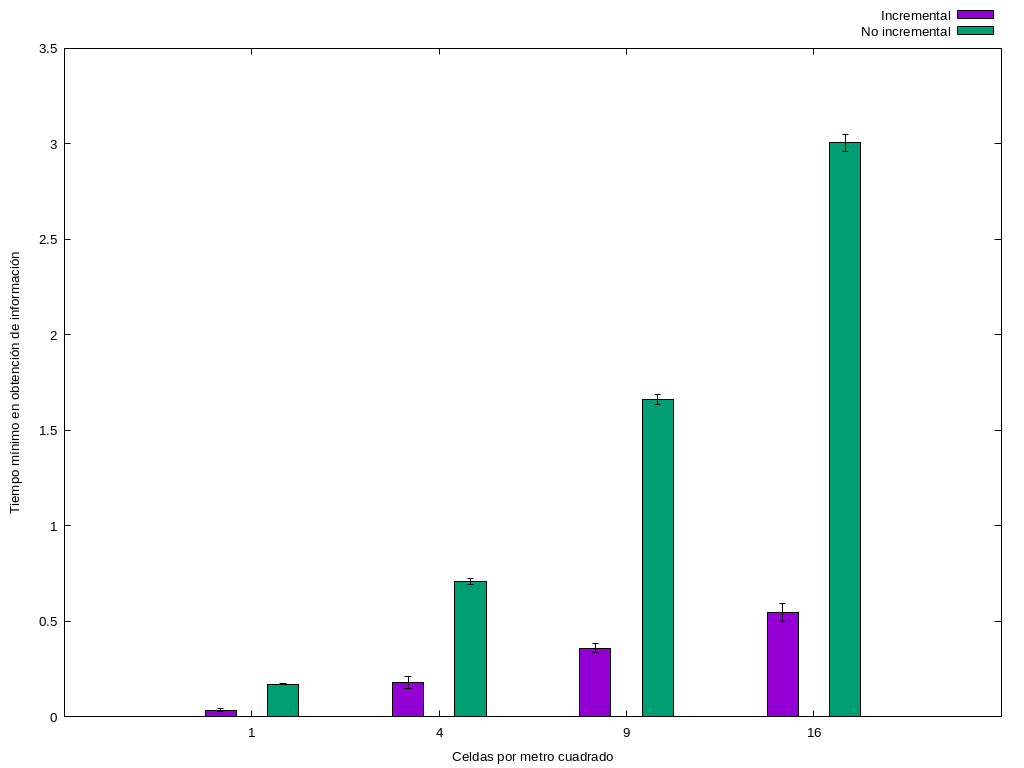 Incremental
No incremental
3.5
3
2.5
2
1.5
1
0.5
0
Tiempo mínimo en obtención de información
1 4 9 16
Celdas por metro cuadrado